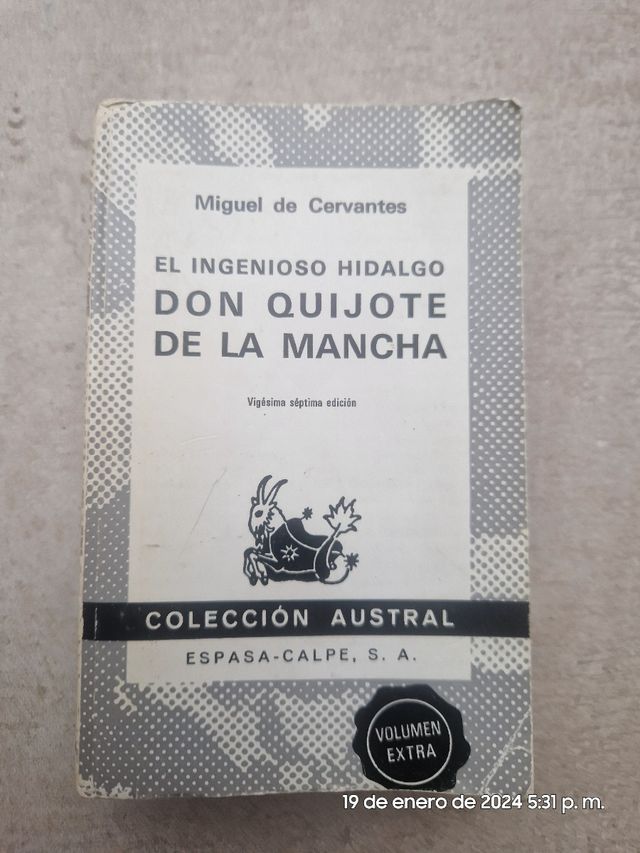 Miguel de Cervantes
EL INGENIOSO HIDALGO
DON QUIJOTE
DE LA MANCHA
Vigésima séptima edición
COLECCIÓN AUSTRAL
ESPASA-CALPE, S. A.
VOLUMEN
EXTRA
19 de enero de 2024 5:31 p. m.